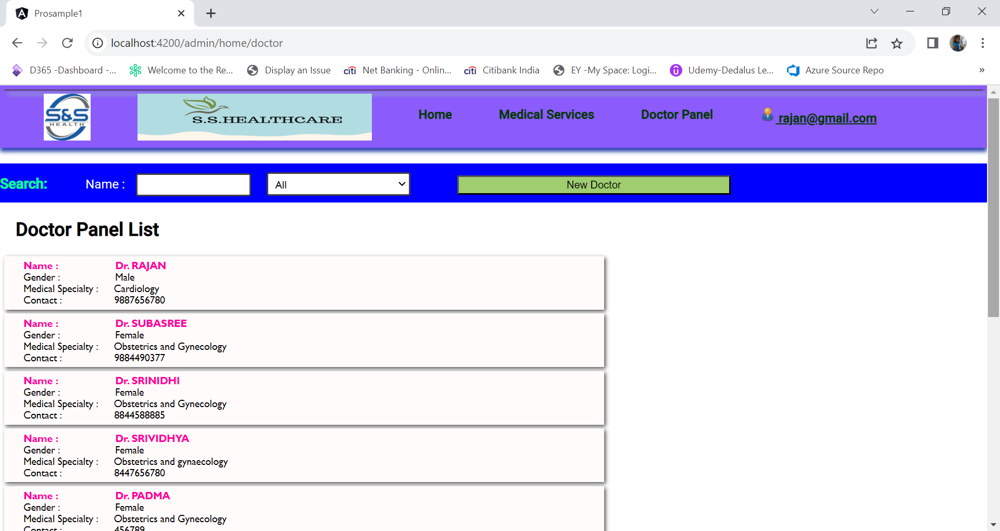 Prosample1
localhost:4200/admin/home/doctor
D365 -Dashboard -... Welcome to the Re... Display an Issue citi Net Banking - Onlin... citi Citibank India EY -My Space: Logi... Udemy-Dedalus Le... Azure Source Repo »
S&S
HEALTH
S.S.HEALTHCARE
Home Medical Services Doctor Panel rajan@gmail.com
Search: Name : All New Doctor
Doctor Panel List
Name : Dr. RAJAN
Gender : Male
Medical Specialty : Cardiology
Contact : 9887656780
Name : Dr. SUBASREE
Gender : Female
Medical Specialty : Obstetrics and Gynecology
Contact : 9884490377
Name : Dr. SRINIDHI
Gender : Female
Medical Specialty : Obstetrics and Gynecology
Contact : 8844588885
Name : Dr. SRIVIDHYA
Gender : Female
Medical Specialty : Obstetrics and gynaecology
Contact : 8447656780
Name : Dr. PADMA
Gender : Female
Medical Specialty : Obstetrics and Gynecology
Contact : 456789